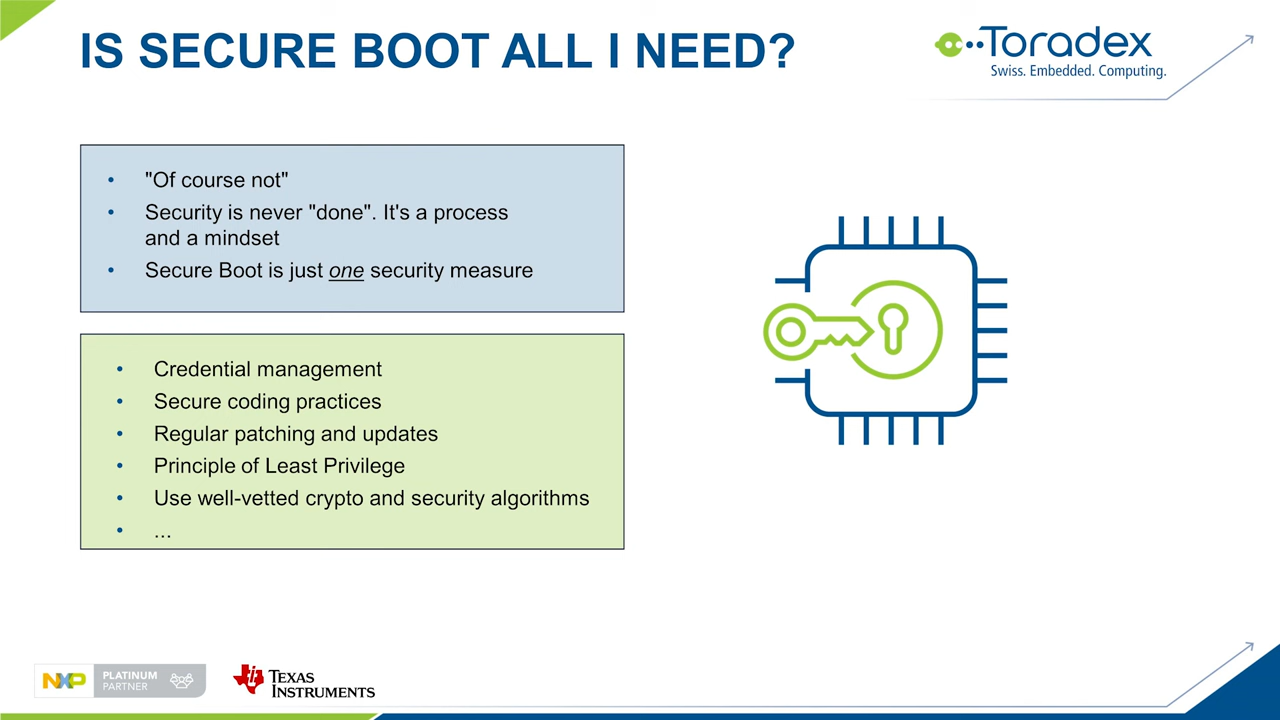 IS SECURE BOOT ALL I NEED?
Toradex
Swiss. Embedded. Computing.
• "Of course not"
• Security is never "done". It's a process
and a mindset
• Secure Boot is just one security measure
• Credential management
• Secure coding practices
• Regular patching and updates
• Principle of Least Privilege
• Use well-vetted crypto and security algorithms
• ...
NXP
PLATINUM
PARTNER
TEXAS
INSTRUMENTS